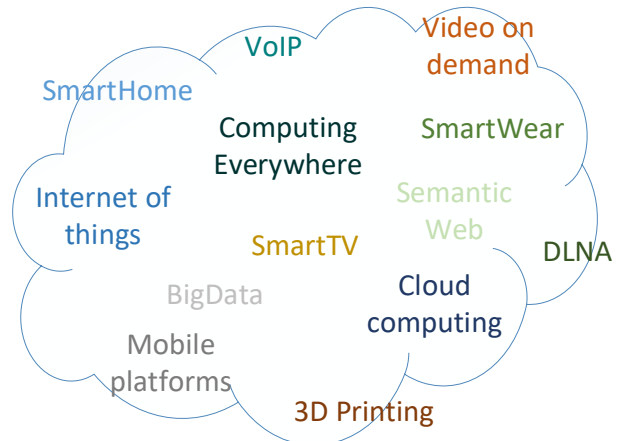 VoIP
Video on
demand
SmartHome
Computing
Everywhere
SmartWear
Internet of
things
Semantic
Web
SmartTV
DLNA
BigData
Cloud
computing
Mobile
platforms
3D Printing